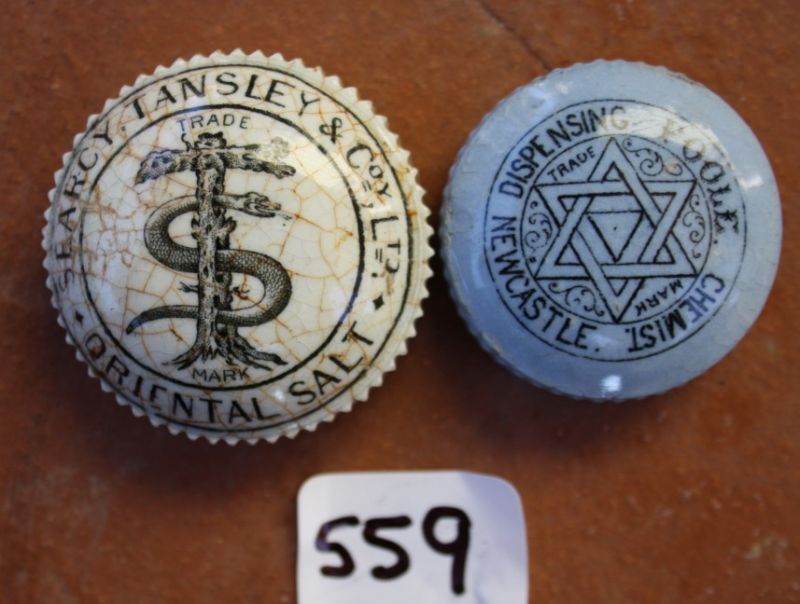 SEARCY, TANSLEY & COY, LTD.
TRADE
MARK
ORIENTAL SALT
DISPENSING POOLE. CHEMIST.
NEWCASTLE.
TRADE
MARK
559